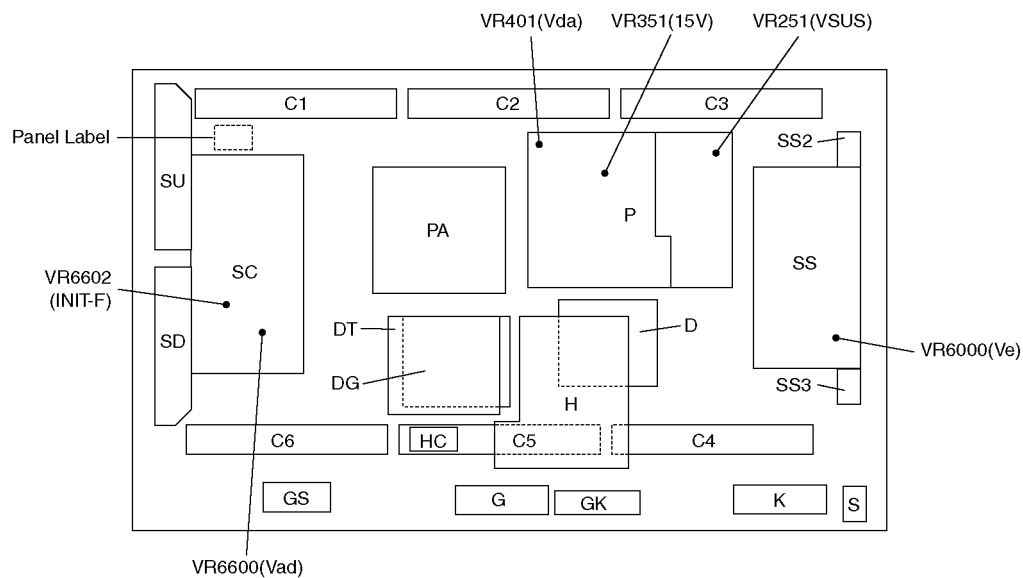 VR401(Vda)
VR351(15V)
VR251(VSUS)
C1
C2
C3
Panel Label
SS2
SU
P
PA
SS
SC
VR6602
(INIT-F)
DT
D
SD
VR6000(Ve)
DG
SS3
H
C6
HC
C5
C4
GS
G
GK
K
S
VR6600(Vad)